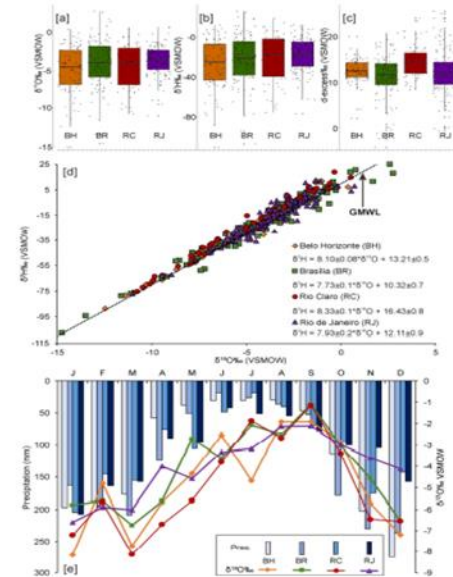 [a]
[b]
[c]
δ¹⁸O‰ (VSMOW)
δ²H‰ (VSMOW)
d-excess‰ (VSMOW)
0
-5
-15
0
-40
-80
20
10
0
BH BR RC RJ
BH BR RC RJ
BH BR RC RJ
[d]
25
5
-15
-35
-55
-75
-95
-115
δ²H‰ (VSMOW)
GMWL
Belo Horizonte (BH)
δ²H = 8.10±0.06*δ¹⁸O + 13.21±0.5
Brasília (BR)
δ²H = 7.73±0.1*δ¹⁸O + 10.32±0.7
Rio Claro (RC)
δ²H = 8.33±0.1*δ¹⁸O + 16.43±0.8
Rio de Janeiro (RJ)
δ²H = 7.93±0.2*δ¹⁸O + 12.11±0.9
-15 -10 -5 0 5
δ¹⁸O‰ (VSMOW)
J F M A M J J A S O N D
0
50
100
150
200
250
300
Precipitation (mm)
0
-1
-2
-3
-4
-5
-6
-7
-8
-9
δ¹⁸O‰ VSMOW
[e]
Prec.
BH BR RC RJ
δ¹⁸O‰